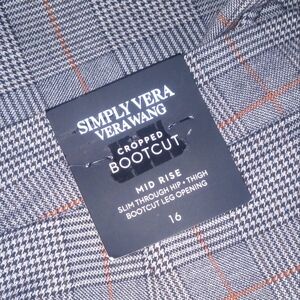 SIMPLY VERA
VERA WANG
CROPPED
BOOTCUT
MID RISE
SLIM THROUGH HIP + THIGH
BOOTCUT LEG OPENING
16